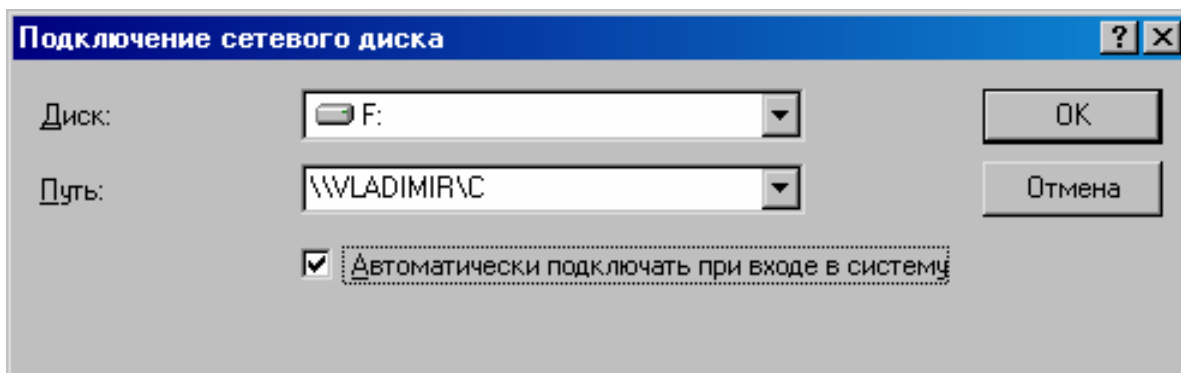 Подключение сетевого диска
Диск: F: OK
Путь: \\VLADIMIR\C Отмена
Автоматически подключать при входе в систему